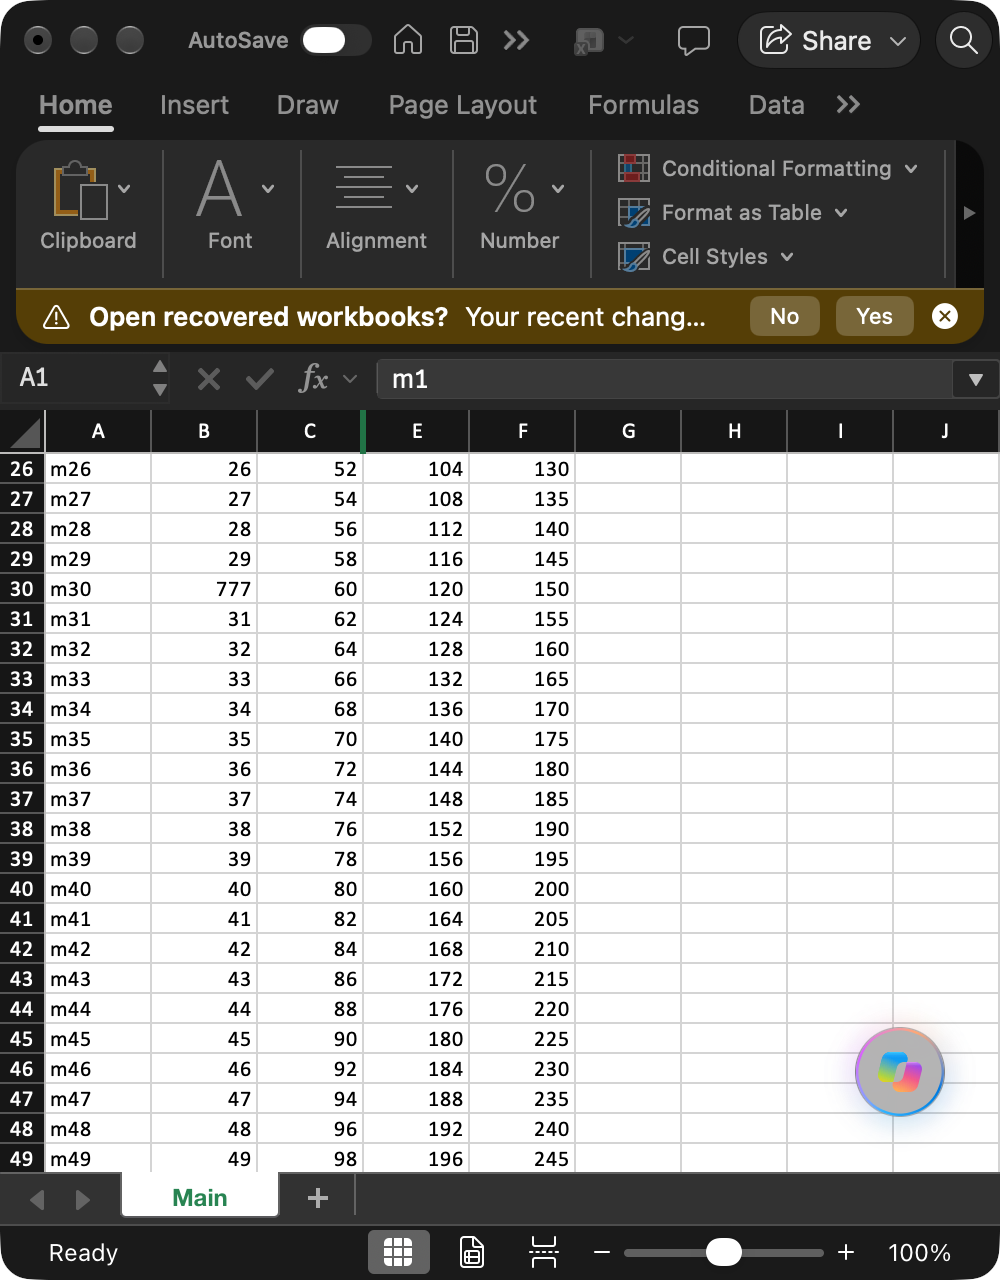 AutoSave Share
Home Insert Draw Page Layout Formulas Data
Clipboard Font Alignment Number
Conditional Formatting
Format as Table
Cell Styles
Open recovered workbooks? Your recent chang... No Yes
A1 fx m1
A B C E F G H I J
26 m26 26 52 104 130
27 m27 27 54 108 135
28 m28 28 56 112 140
29 m29 29 58 116 145
30 m30 777 60 120 150
31 m31 31 62 124 155
32 m32 32 64 128 160
33 m33 33 66 132 165
34 m34 34 68 136 170
35 m35 35 70 140 175
36 m36 36 72 144 180
37 m37 37 74 148 185
38 m38 38 76 152 190
39 m39 39 78 156 195
40 m40 40 80 160 200
41 m41 41 82 164 205
42 m42 42 84 168 210
43 m43 43 86 172 215
44 m44 44 88 176 220
45 m45 45 90 180 225
46 m46 46 92 184 230
47 m47 47 94 188 235
48 m48 48 96 192 240
49 m49 49 98 196 245
Main
Ready 100%